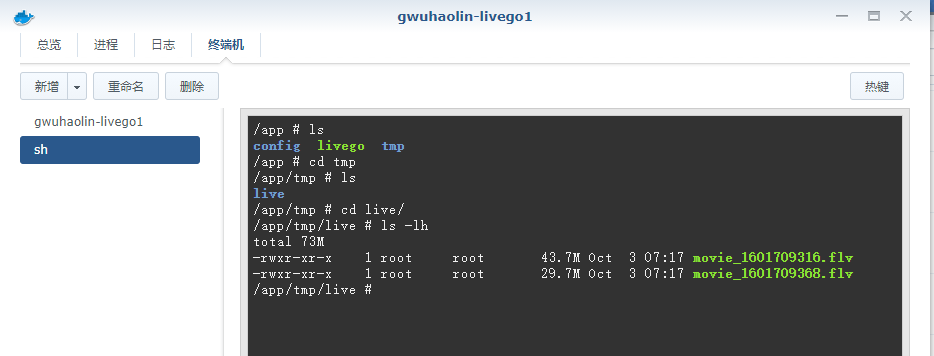 gwuhaolin-livego1
总览 进程 日志 终端机
新增 重命名 删除 热键
gwuhaolin-livego1
sh
/app # ls
config livego tmp
/app # cd tmp
/app/tmp # ls
live
/app/tmp # cd live/
/app/tmp/live # ls -lh
total 73M
-rwxr-xr-x 1 root root 43.7M Oct 3 07:17 movie_1601709316.flv
-rwxr-xr-x 1 root root 29.7M Oct 3 07:17 movie_1601709368.flv
/app/tmp/live #